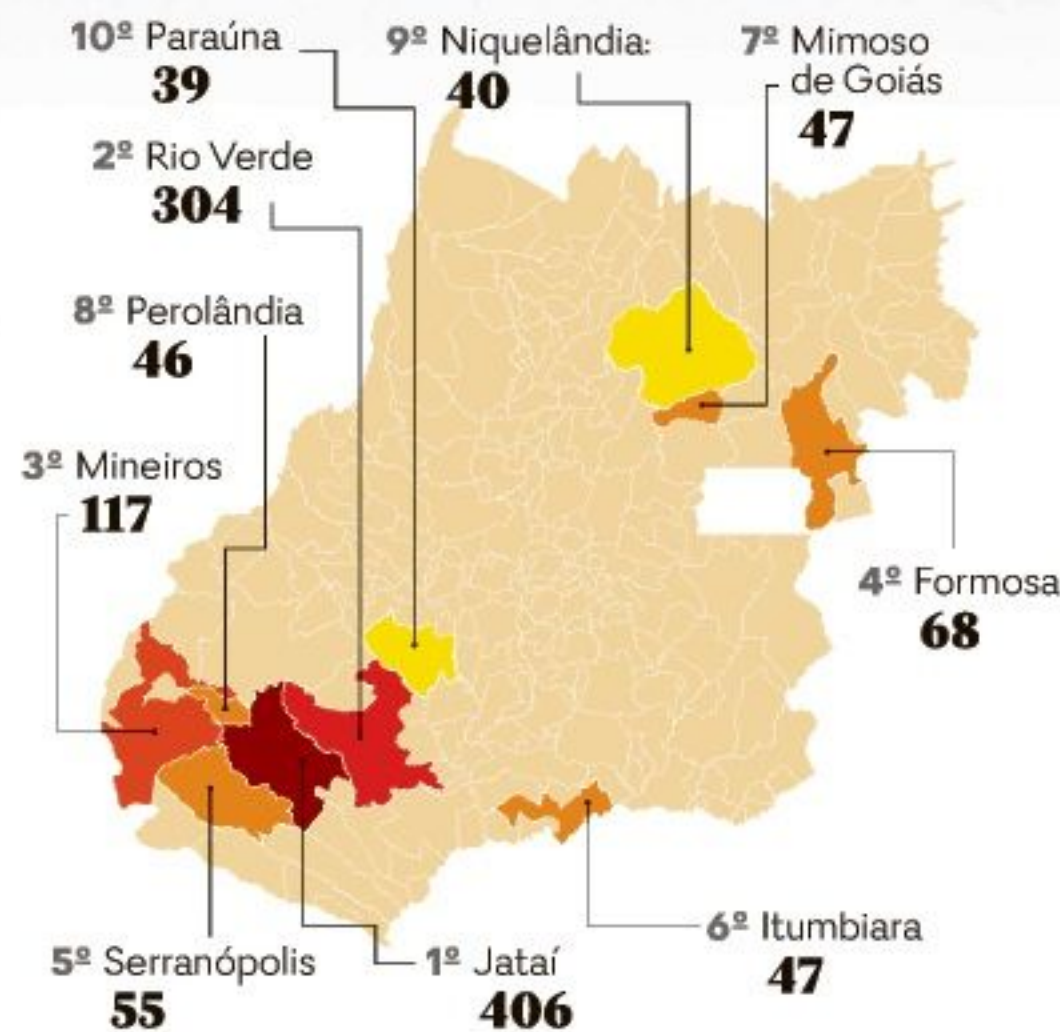 10º Paraúna
39
9º Niquelândia:
40
7º Mimoso
de Goiás
47
2º Rio Verde
304
8º Perolândia
46
3º Mineiros
117
4º Formosa
68
6º Itumbiara
47
5º Serranópolis
55
1º Jataí
406